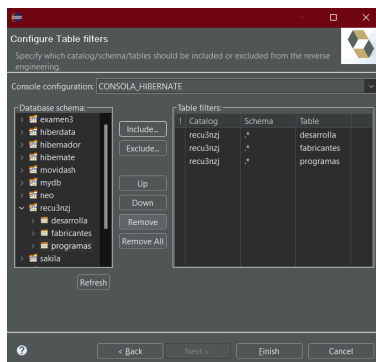 Configure Table filters
Specify which catalog/schema/tables should be included or excluded from the reverse
engineering.
Console configuration: CONSOLA_HIBERNATE
Database schema:
examen3
hiberdata
hibernador
hibernate
movidash
mydb
neo
recu3nzj
desarrolla
fabricantes
programas
sakila
Refresh
Include...
Exclude...
Up
Down
Remove
Remove All
Table filters:
! Catalog Schema Table
recu3nzj .* desarrolla
recu3nzj .* fabricantes
recu3nzj .* programas
? < Back Next > Finish Cancel